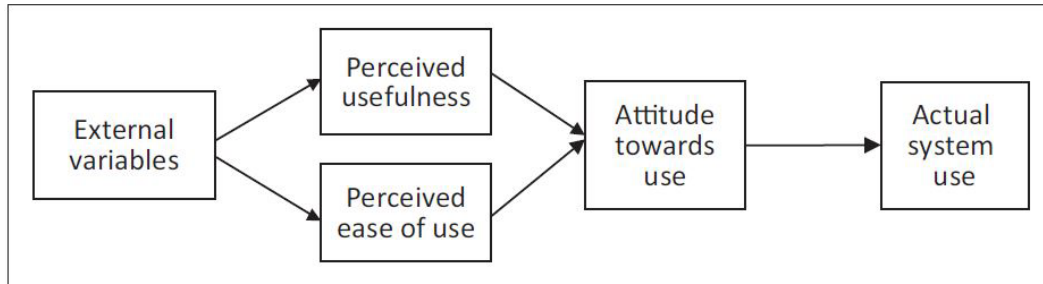 External
variables
Perceived
usefulness
Perceived
ease of use
Attitude
towards
use
Actual
system
use